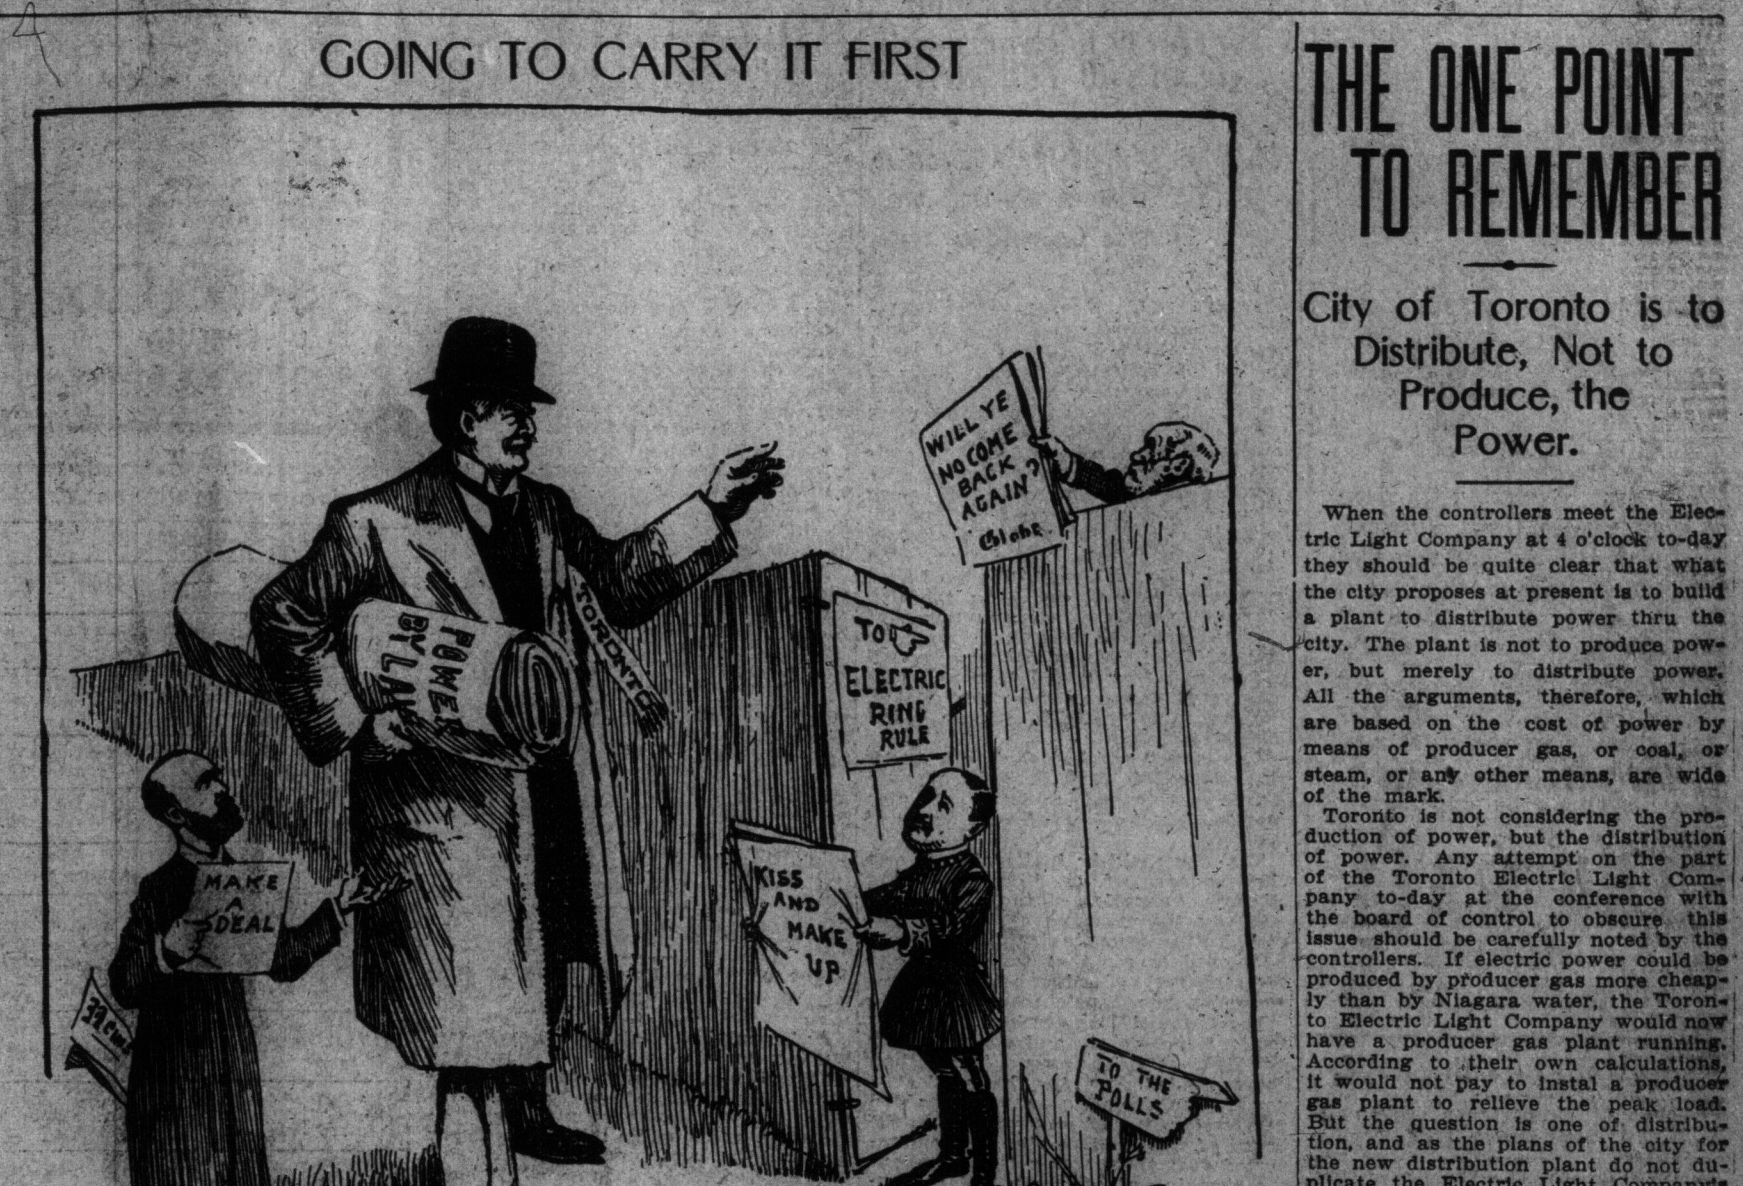 4
GOING TO CARRY IT FIRST
WILL YE
NO COME
BACK
AGAIN?
Globe
TORONTO
POWER
BY LAW
TO
ELECTRIC
RING
RULE
MAKE
A
DEAL
KISS
AND
MAKE
UP
News
TO THE
POLLS
THE ONE POINT
TO REMEMBER
City of Toronto is to
Distribute, Not to
Produce, the
Power.
When the controllers meet the Elec-
tric Light Company at 4 o'clock to-day
they should be quite clear that what
the city proposes at present is to build
a plant to distribute power thru the
city. The plant is not to produce pow-
er, but merely to distribute power.
All the arguments, therefore, which
are based on the cost of power by
means of producer gas, or coal, or
steam, or any other means, are wide
of the mark.
Toronto is not considering the pro-
duction of power, but the distribution
of power. Any attempt on the part
of the Toronto Electric Light Com-
pany to-day at the conference with
the board of control to obscure this
issue should be carefully noted by the
controllers. If electric power could be
produced by producer gas more cheap-
ly than by Niagara water, the Toron-
to Electric Light Company would now
have a producer gas plant running.
According to their own calculations,
it would not pay to instal a producer
gas plant to relieve the peak load.
But the question is one of distribu-
tion, and as the plans of the city for
the new distribution plant do not du-
plicate the Electric Light Company's